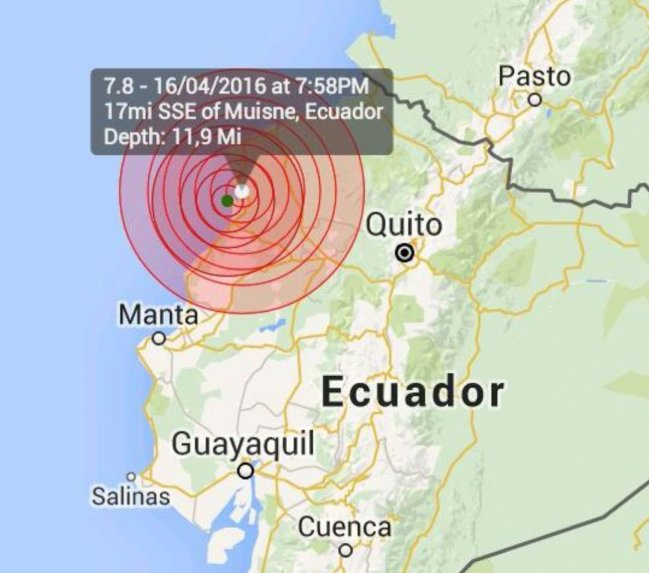 7.8 - 16/04/2016 at 7:58PM
17mi SSE of Muisne, Ecuador
Depth: 11,9 Mi
Pasto
Quito
Manta
Ecuador
Guayaquil
Salinas
Cuenca